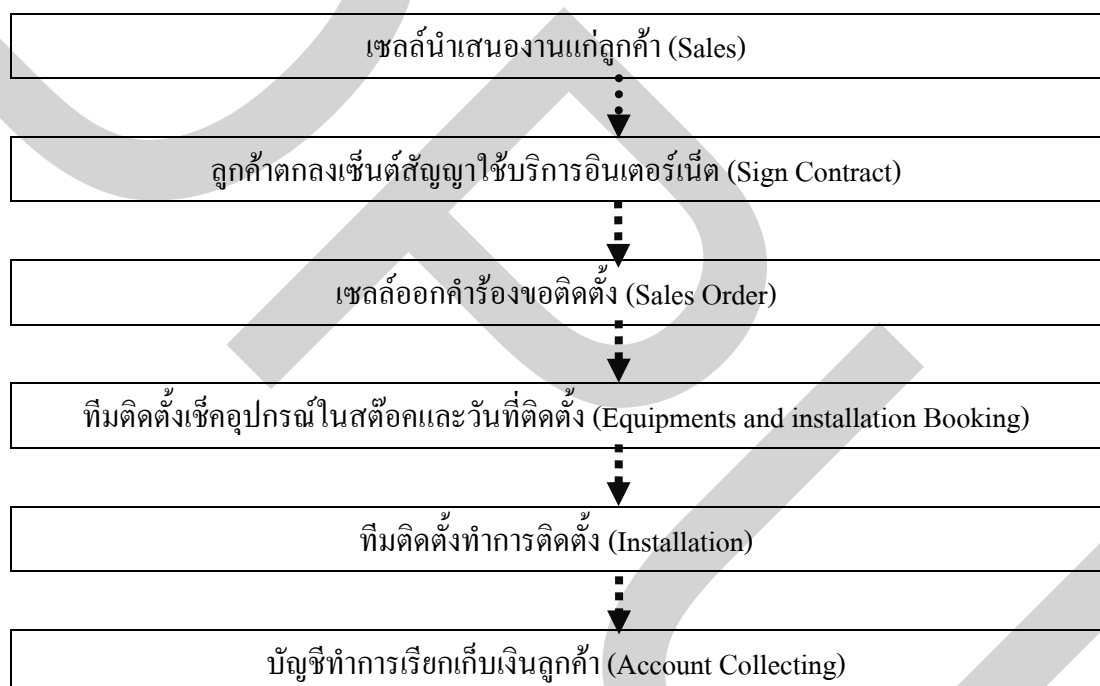 เซลล์นำเสนองานแก่ลูกค้า (Sales)
ลูกค้าตกลงเซ็นต์สัญญาใช้บริการอินเตอร์เน็ต (Sign Contract)
เซลล์ออกคำร้องขอติดตั้ง (Sales Order)
ทีมติดตั้งเช็คอุปกรณ์ในสต๊อคและวันที่ติดตั้ง (Equipments and installation Booking)
ทีมติดตั้งทำการติดตั้ง (Installation)
บัญชีทำการเรียกเก็บเงินลูกค้า (Account Collecting)